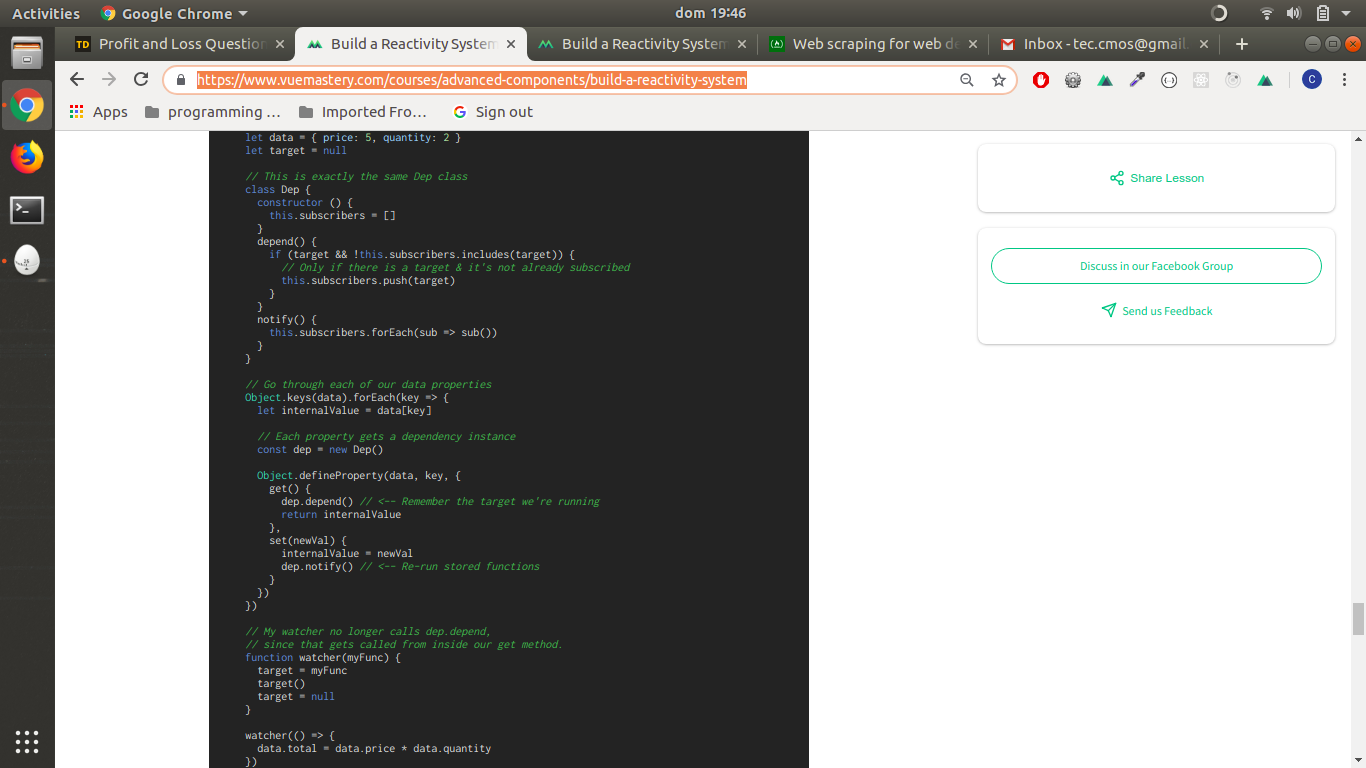 Activities
Google Chrome
dom 19:46
TD Profit and Loss Question
Build a Reactivity System
Build a Reactivity System
Web scraping for web de
Inbox - tec.cmos@gmail.
https://www.vuemastery.com/courses/advanced-components/build-a-reactivity-system
C
Apps
programming ...
Imported Fro...
Sign out
let data = { price: 5, quantity: 2 }
let target = null
// This is exactly the same Dep class
class Dep {
constructor () {
this.subscribers = []
}
depend() {
if (target && !this.subscribers.includes(target)) {
// Only if there is a target & it's not already subscribed
this.subscribers.push(target)
}
}
notify() {
this.subscribers.forEach(sub => sub())
}
}
// Go through each of our data properties
Object.keys(data).forEach(key => {
let internalValue = data[key]
// Each property gets a dependency instance
const dep = new Dep()
Object.defineProperty(data, key, {
get() {
dep.depend() // <-- Remember the target we're running
return internalValue
},
set(newVal) {
internalValue = newVal
dep.notify() // <-- Re-run stored functions
}
})
})
// My watcher no longer calls dep.depend,
// since that gets called from inside our get method.
function watcher(myFunc) {
target = myFunc
target()
target = null
}
watcher(() => {
data.total = data.price * data.quantity
})
Share Lesson
Discuss in our Facebook Group
Send us Feedback